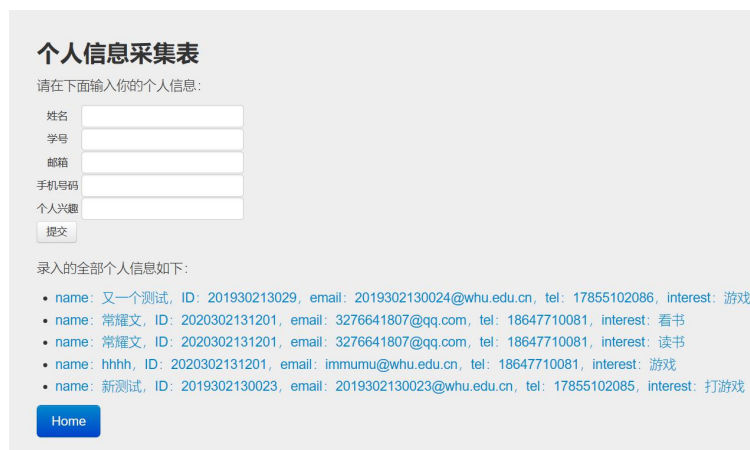 个人信息采集表
请在下面输入你的个人信息：
姓名
学号
邮箱
手机号码
个人兴趣
提交
录入的全部个人信息如下：
name：又一个测试，ID：201930213029，email：2019302130024@whu.edu.cn，tel：17855102086，interest：游戏
name：常耀文，ID：2020302131201，email：3276641807@qq.com，tel：18647710081，interest：看书
name：常耀文，ID：2020302131201，email：3276641807@qq.com，tel：18647710081，interest：读书
name：hhhh，ID：2020302131201，email：immumu@whu.edu.cn，tel：18647710081，interest：游戏
name：新测试，ID：2019302130023，email：2019302130023@whu.edu.cn，tel：17855102085，interest：打游戏
Home